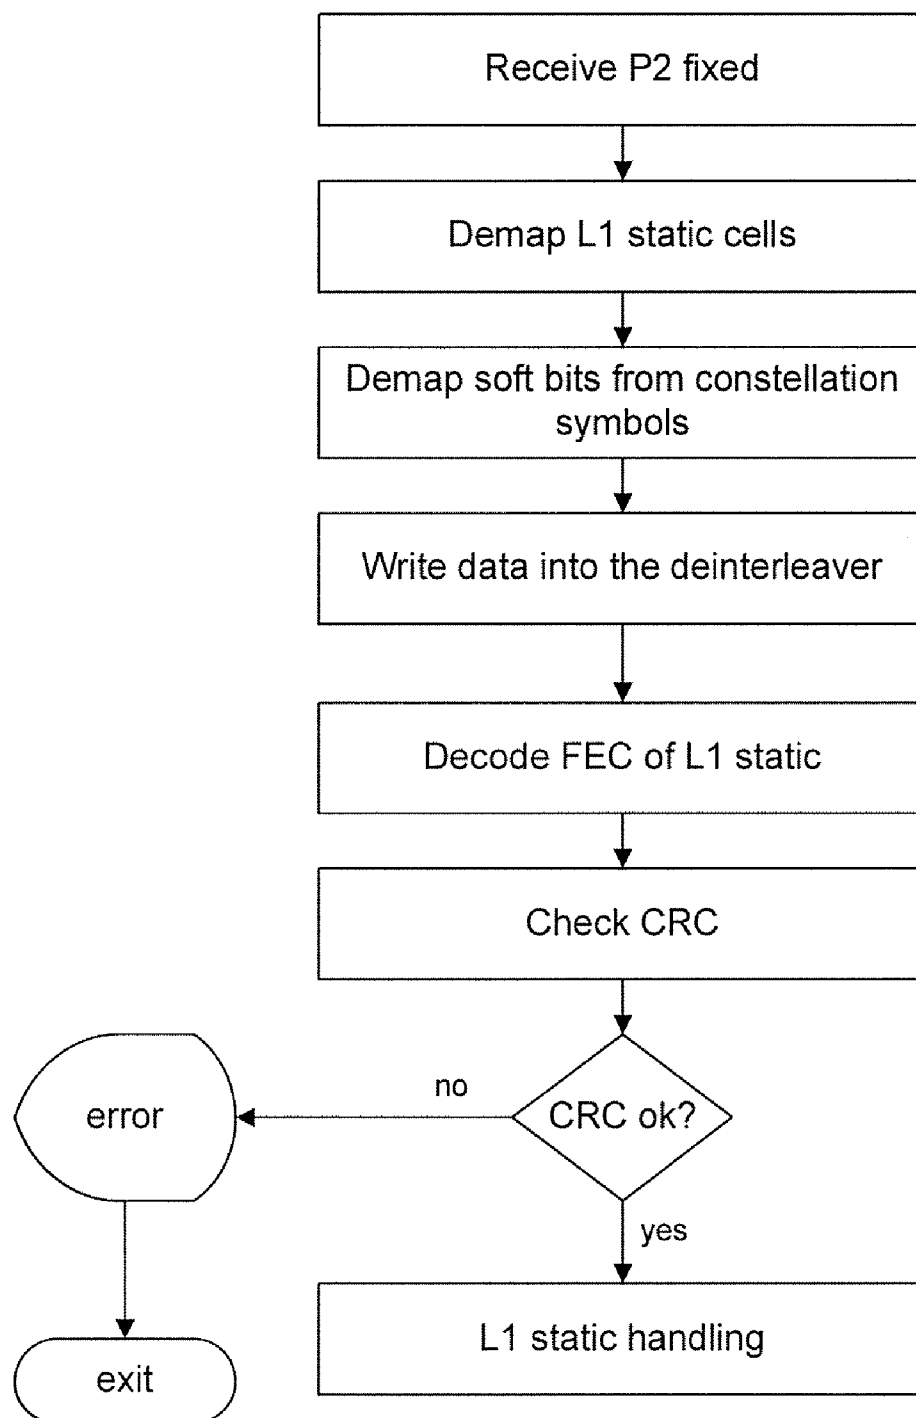 Receive P2 fixed
Demap L1 static cells
Demap soft bits from constellation
symbols
Write data into the deinterleaver
Decode FEC of L1 static
Check CRC
no
error
CRC ok?
yes
L1 static handling
exit